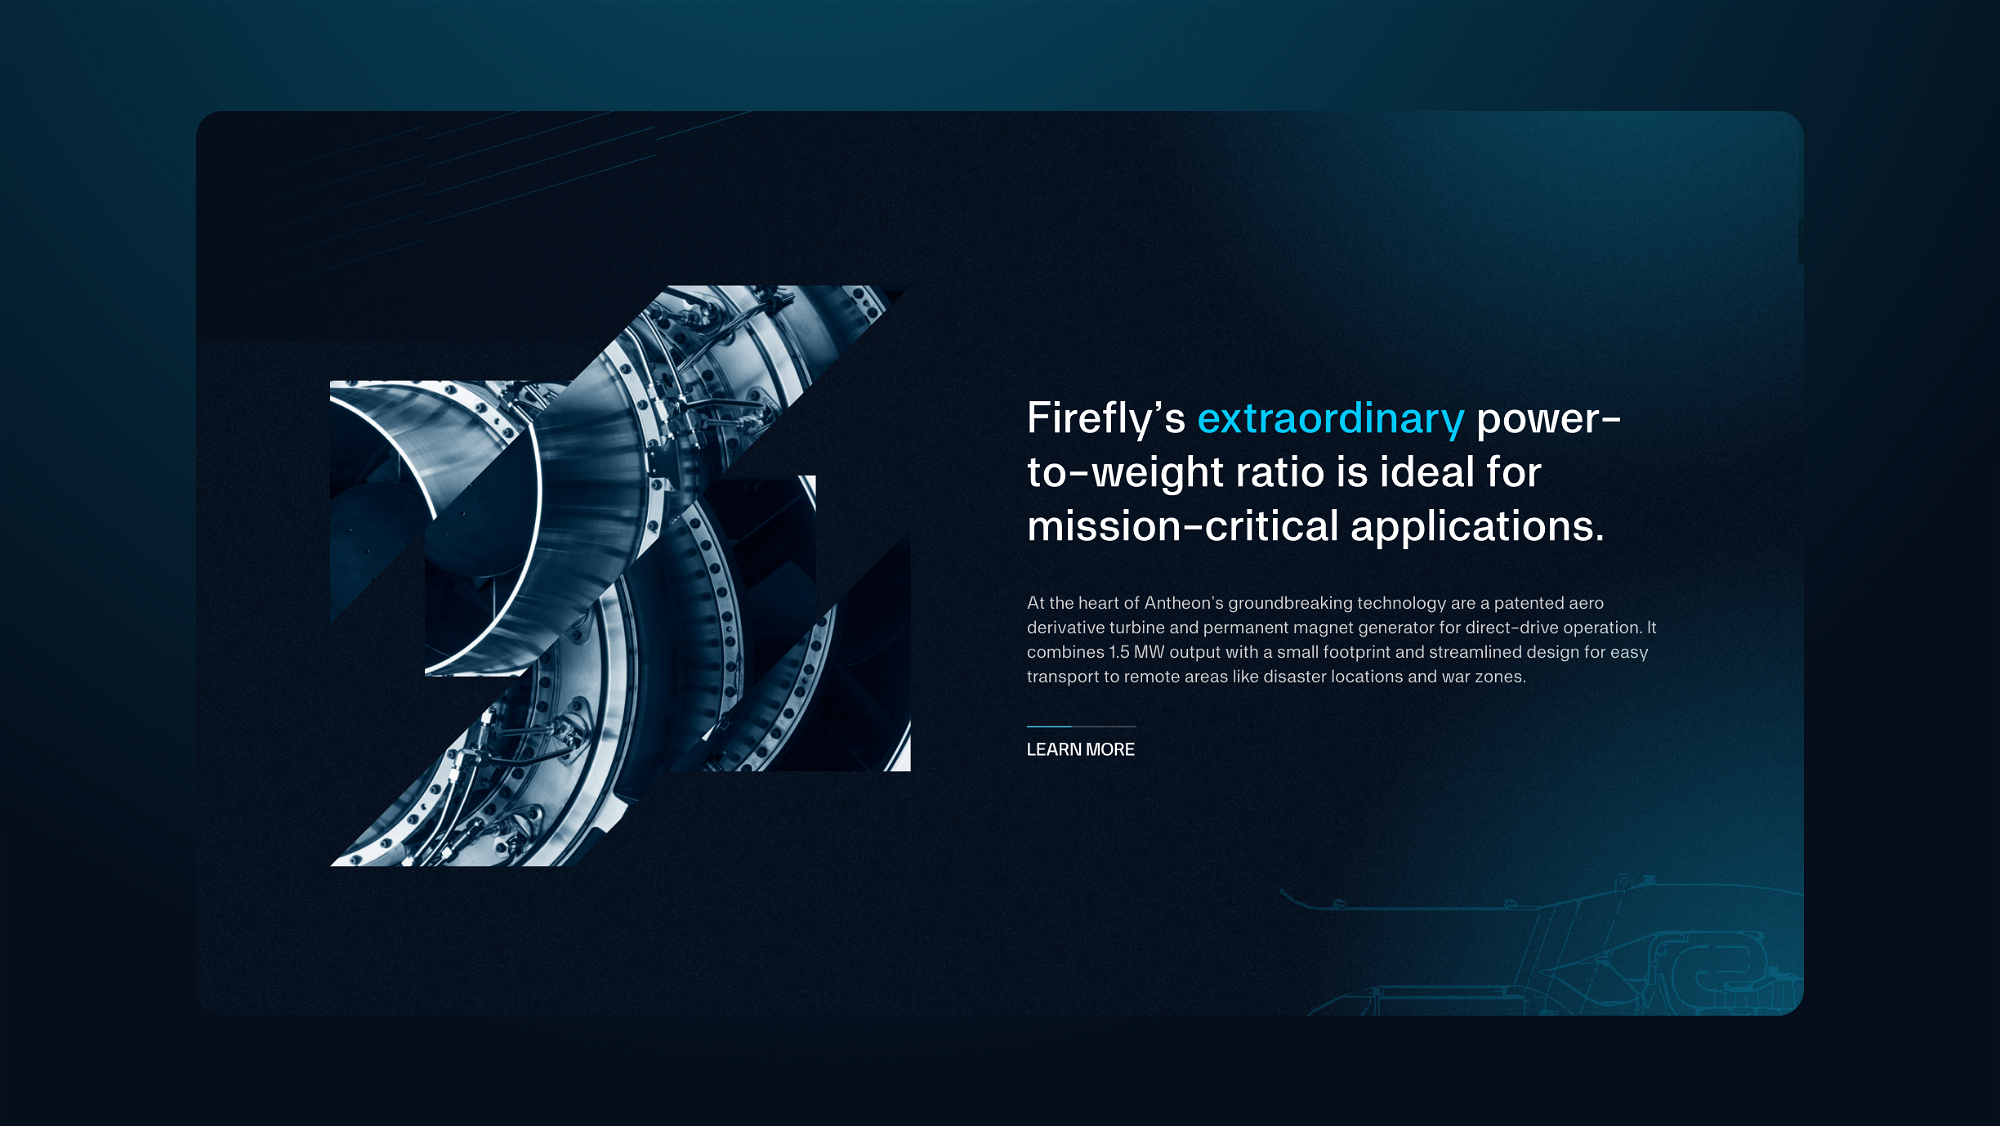 Firefly’s extraordinary power-
to-weight ratio is ideal for
mission-critical applications.
At the heart of Antheon’s groundbreaking technology are a patented aero
derivative turbine and permanent magnet generator for direct-drive operation. It
combines 1.5 MW output with a small footprint and streamlined design for easy
transport to remote areas like disaster locations and war zones.
LEARN MORE